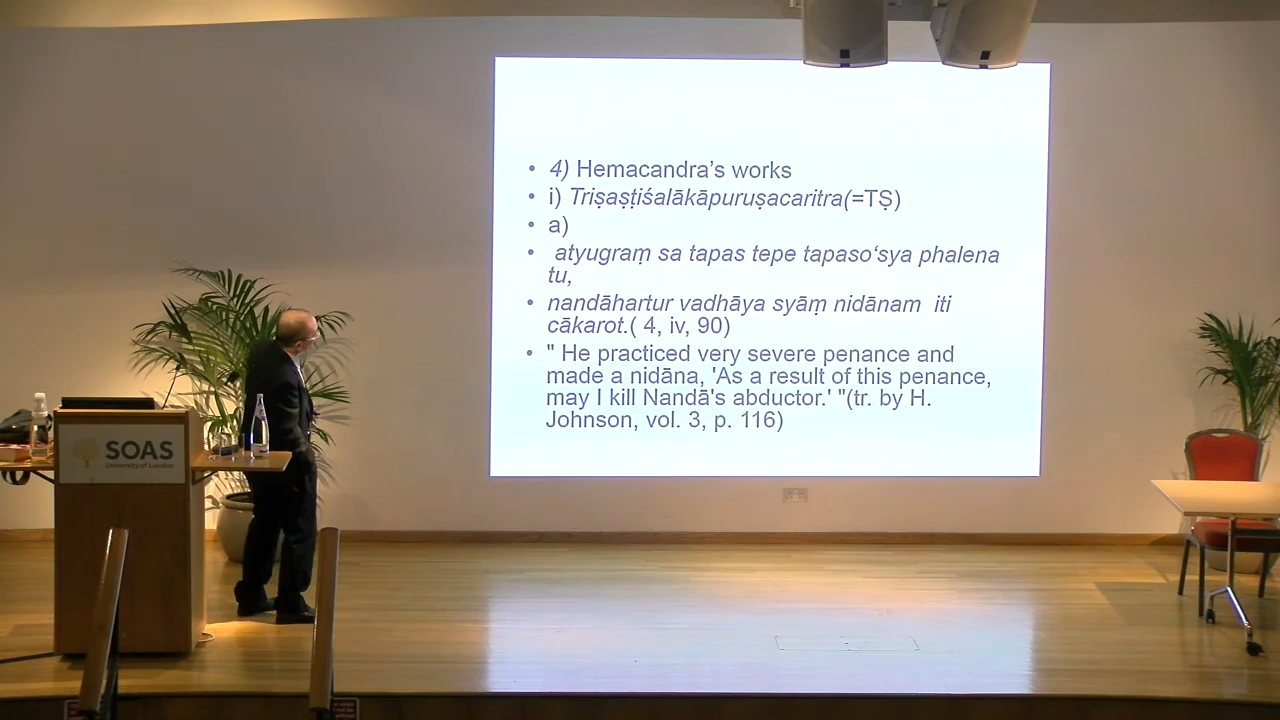 • 4) Hemacandra’s works
• i) Triṣaṣṭiśalākāpuruṣacaritra(=TṢ)
• a)
• atyugraṃ sa tapas tepe tapaso‘sya phalena
tu,
• nandāhartur vadhāya syāṃ nidānam iti
cākarot.( 4, iv, 90)
• " He practiced very severe penance and
made a nidāna, 'As a result of this penance,
may I kill Nandā's abductor.' "(tr. by H.
Johnson, vol. 3, p. 116)
SOAS
University of London